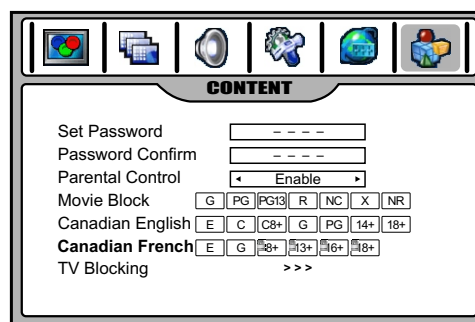 CONTENT
Set Password – – – –
Password Confirm – – – –
Parental Control ◂ Enable ▸
Movie Block G PG PG13 R NC X NR
Canadian English E C C8+ G PG 14+ 18+
Canadian French E G 8+ 13+ 16+ 18+
TV Blocking >>>